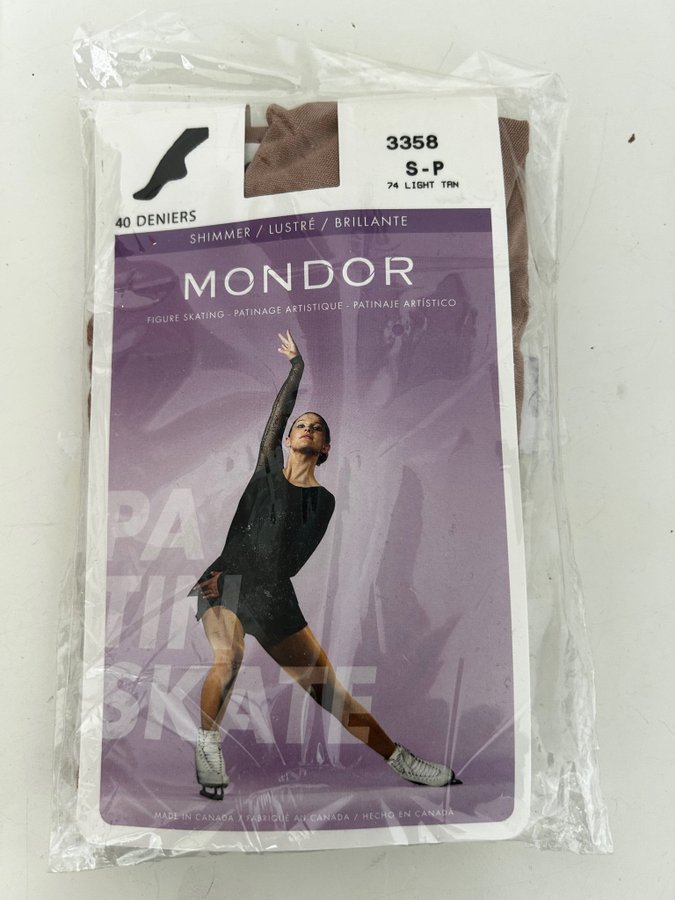 3358
S-P
74 LIGHT TAN
40 DENIERS
SHIMMER / LUSTRÉ / BRILLANTE
MONDOR
FIGURE SKATING - PATINAGE ARTISTIQUE - PATINAJE ARTÍSTICO
PA
TIN
SKATE
MADE IN CANADA / FABRIQUÉ AU CANADA / HECHO EN CANADÁ